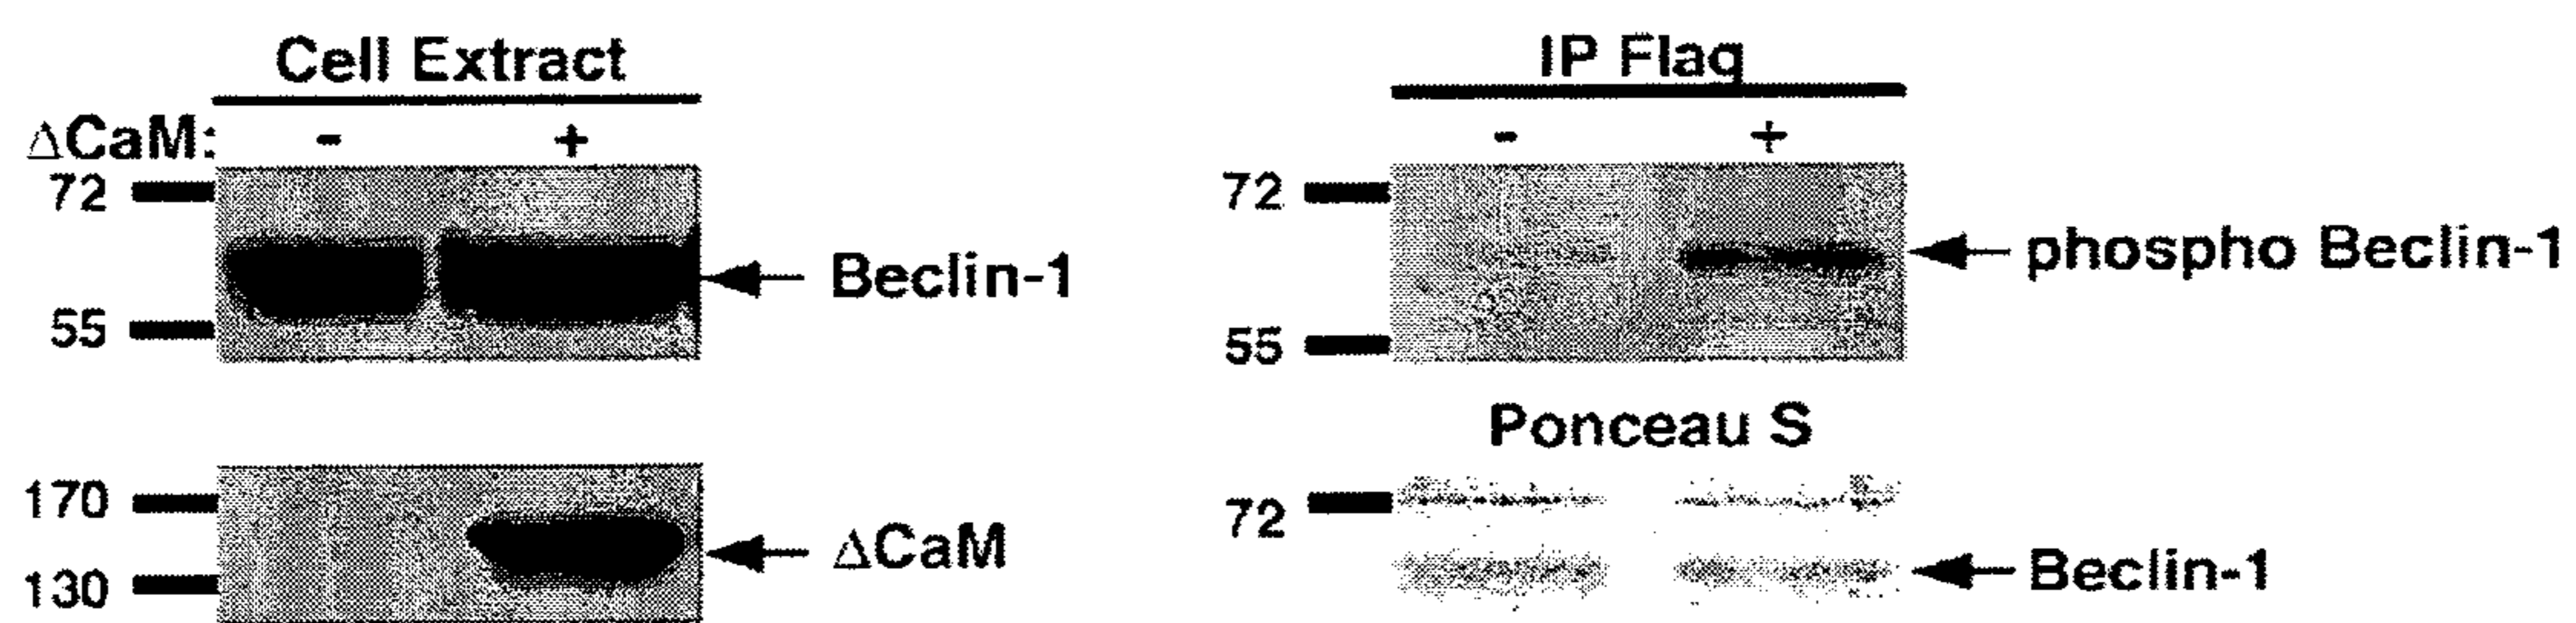 Cell Extract
ΔCaM: - +
72
Beclin-1
55
170
ΔCaM
130
IP Flag
- +
72
phospho Beclin-1
55
Ponceau S
72
Beclin-1